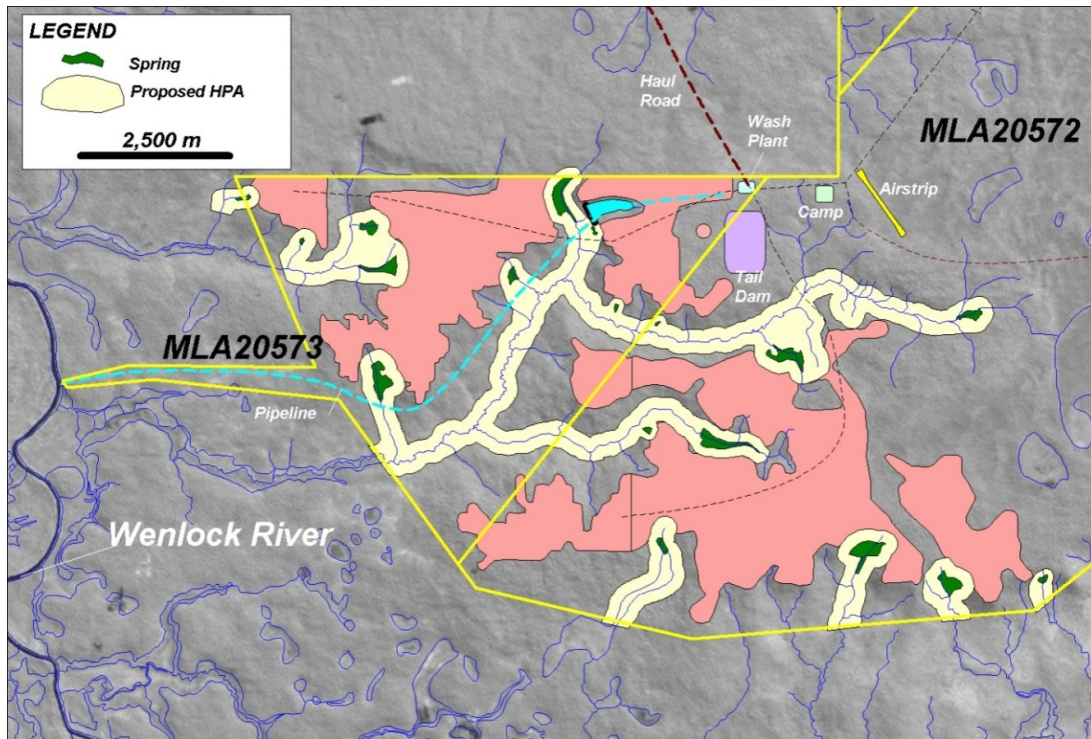 LEGEND
Spring
Proposed HPA
2,500 m
Haul
Road
Wash
Plant
MLA20572
Airstrip
Camp
Tail
Dam
MLA20573
Pipeline
Wenlock River